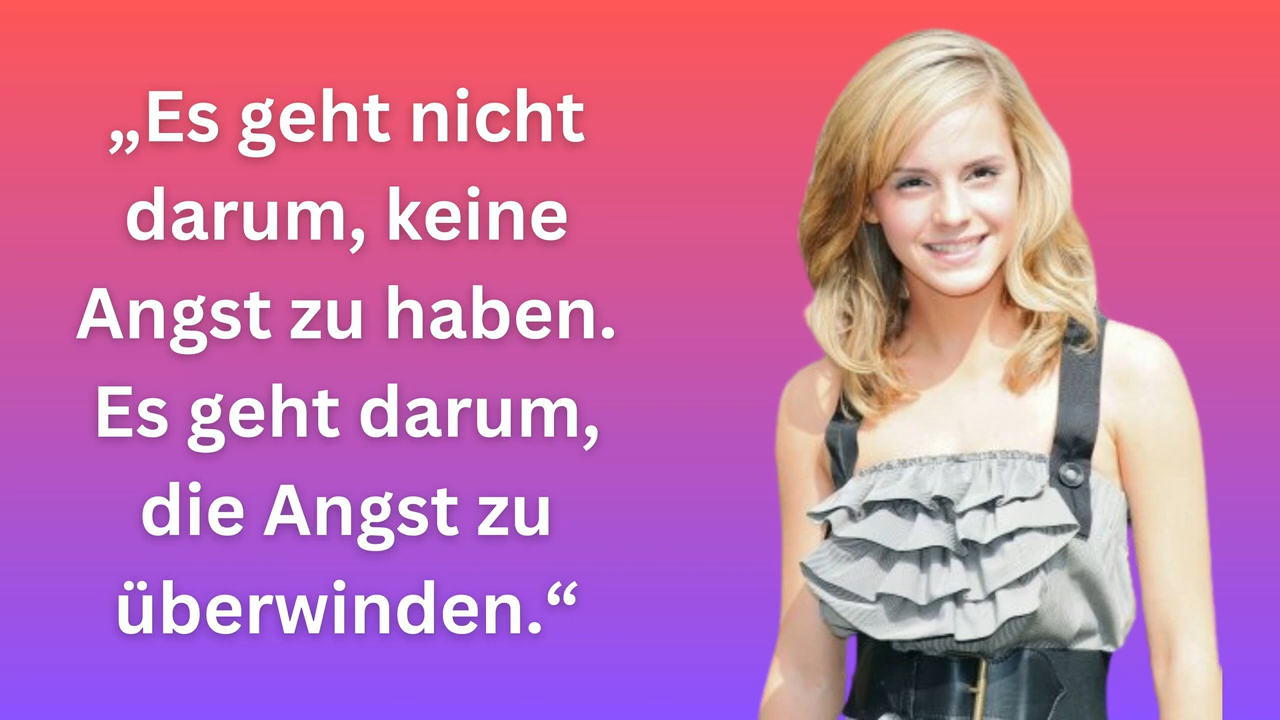 „Es geht nicht
darum, keine
Angst zu haben.
Es geht darum,
die Angst zu
überwinden.“